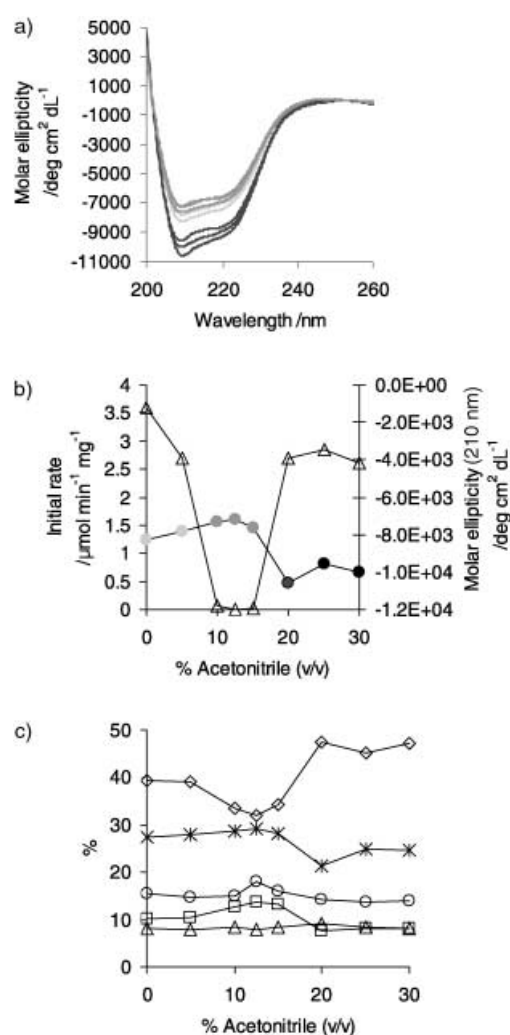 a)
5000
3000
1000
-1000
-3000
-5000
-7000
-9000
-11000
Molar ellipticity
/deg cm² dL⁻¹
200 220 240 260
Wavelength /nm
b)
4
3.5
3
2.5
2
1.5
1
0.5
0
Initial rate
/μmol min⁻¹ mg⁻¹
0.0E+00
-2.0E+03
-4.0E+03
-6.0E+03
-8.0E+03
-1.0E+04
-1.2E+04
Molar ellipticity (210 nm)
/deg cm² dL⁻¹
0 10 20 30
% Acetonitrile (v/v)
c)
50
40
30
20
10
0
%
0 10 20 30
% Acetonitrile (v/v)